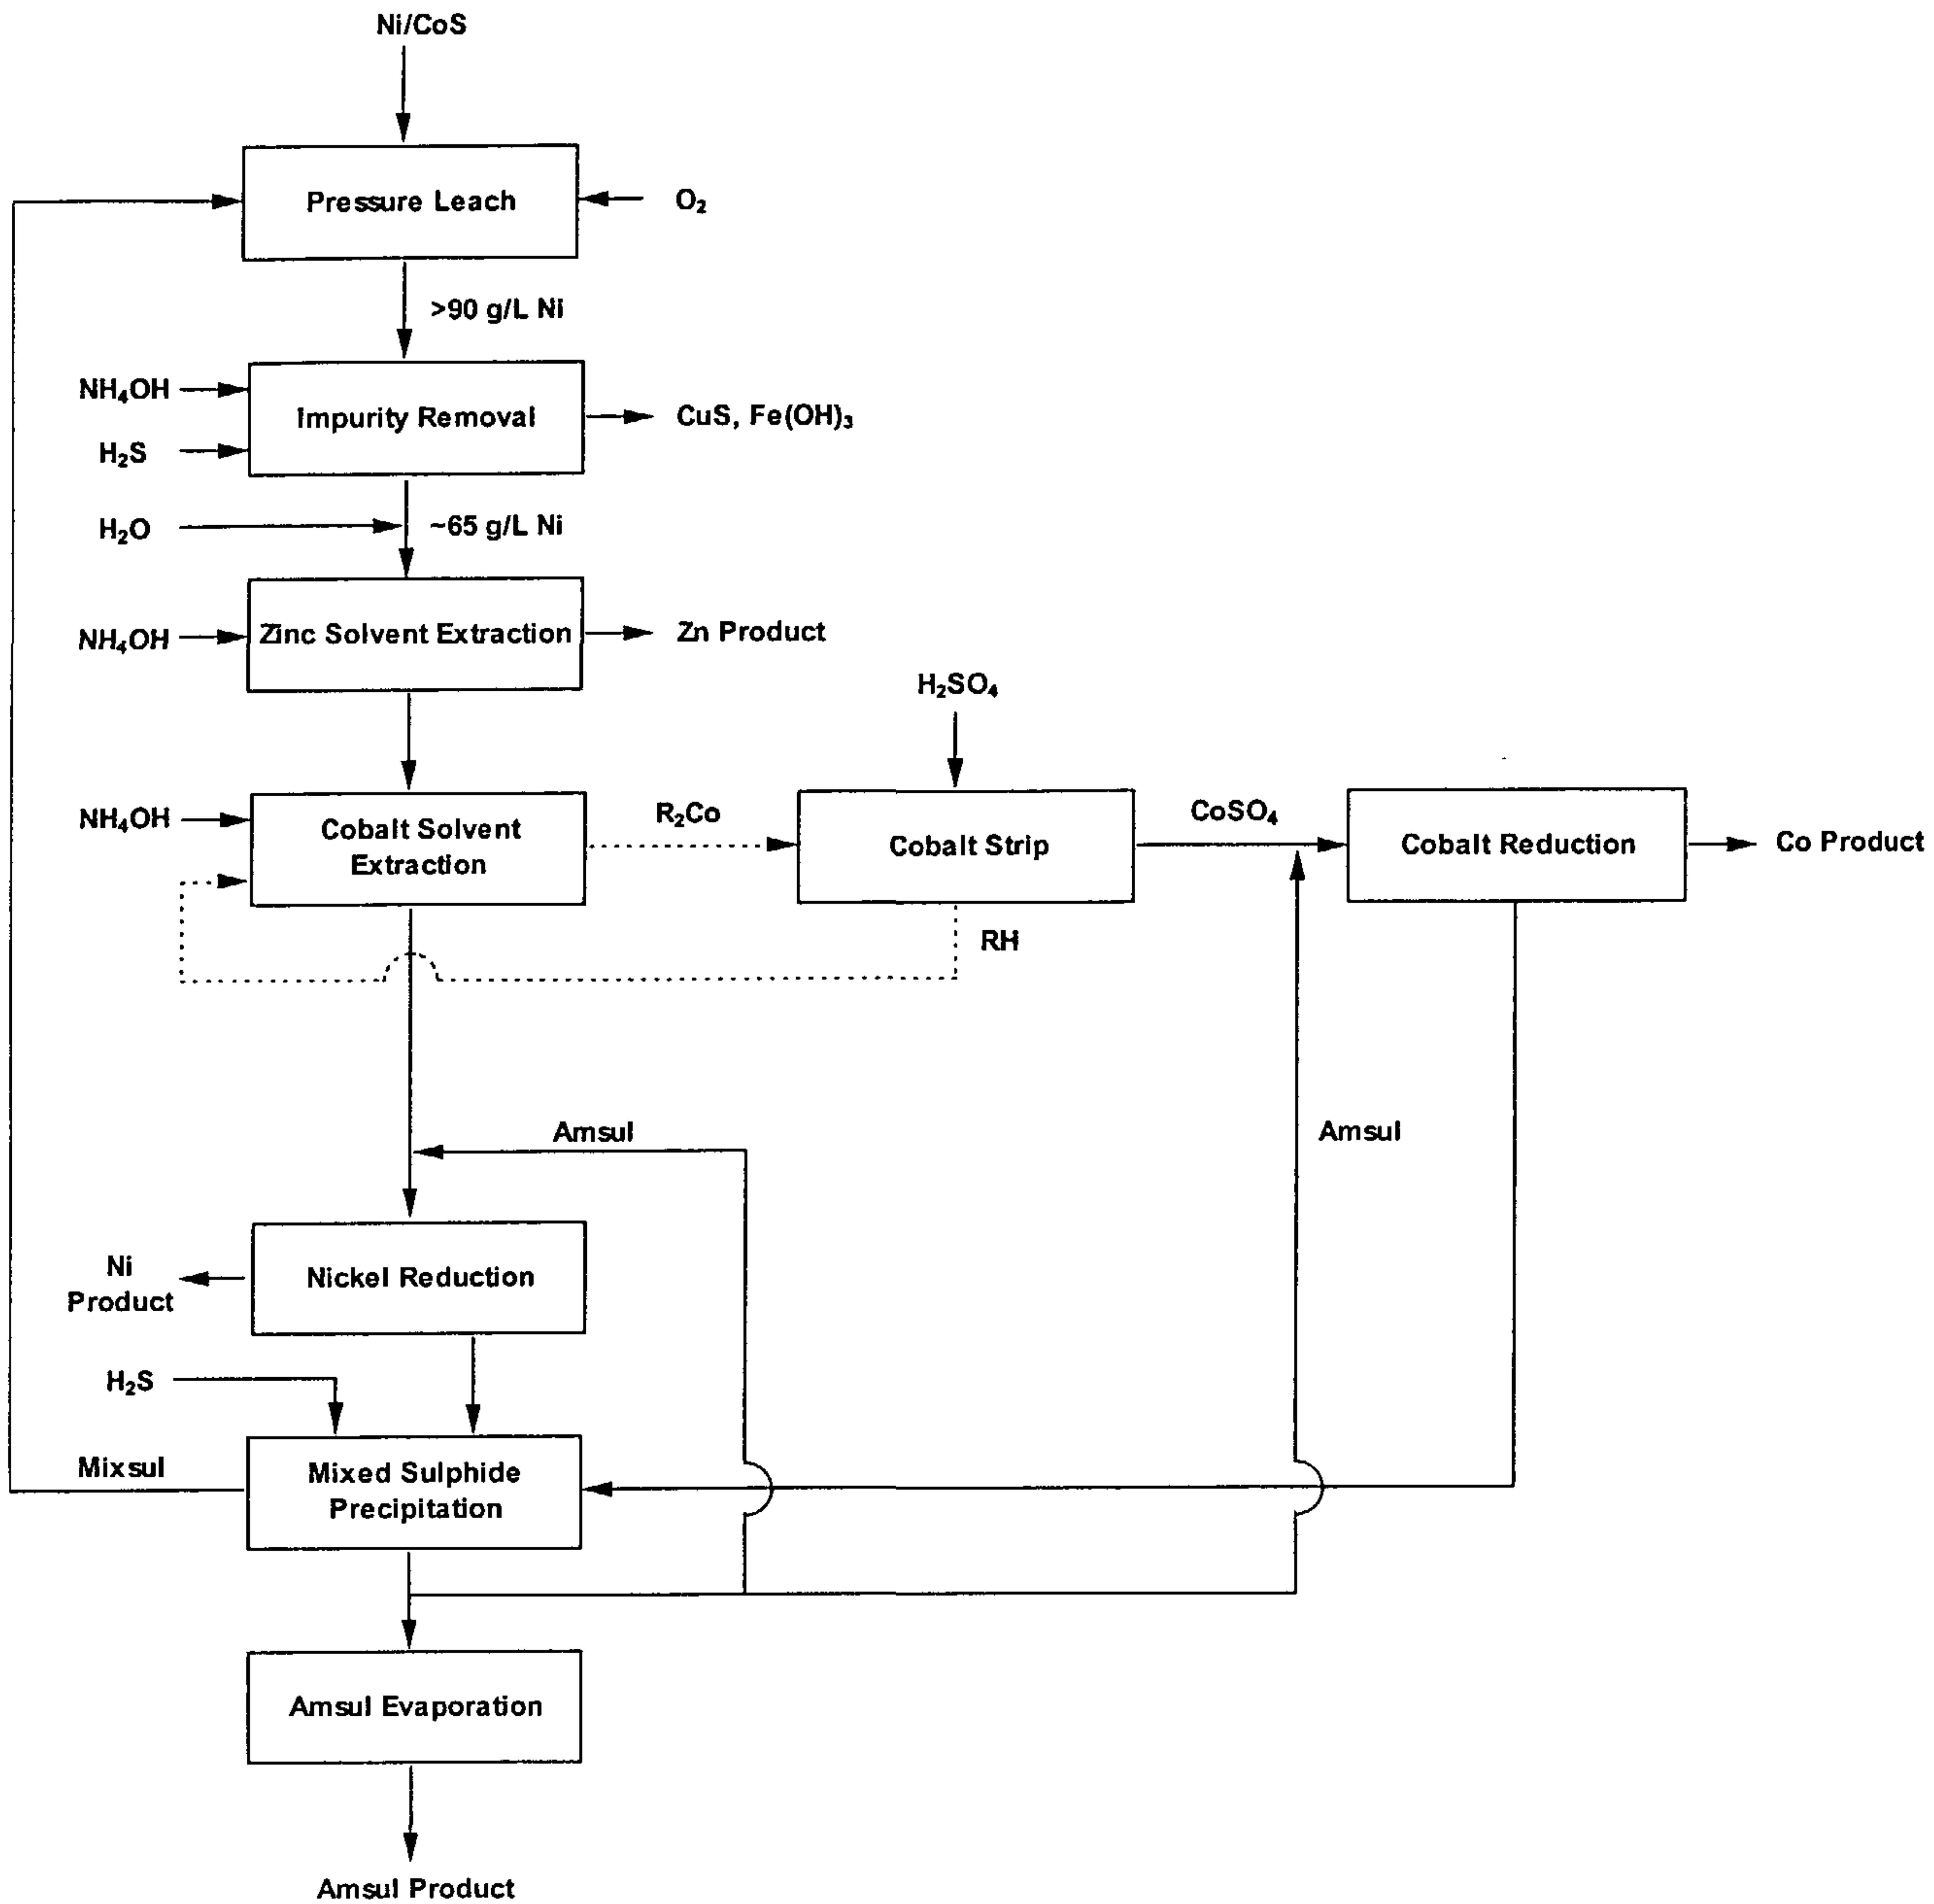 Ni/CoS
Pressure Leach
O₂
>90 g/L Ni
NH₄OH
Impurity Removal
CuS, Fe(OH)₃
H₂S
H₂O
~65 g/L Ni
NH₄OH
Zinc Solvent Extraction
Zn Product
H₂SO₄
NH₄OH
Cobalt Solvent
Extraction
R₂Co
Cobalt Strip
CoSO₄
Cobalt Reduction
Co Product
RH
Amsul
Amsul
Ni
Product
Nickel Reduction
H₂S
Mixsul
Mixed Sulphide
Precipitation
Amsul Evaporation
Amsul Product